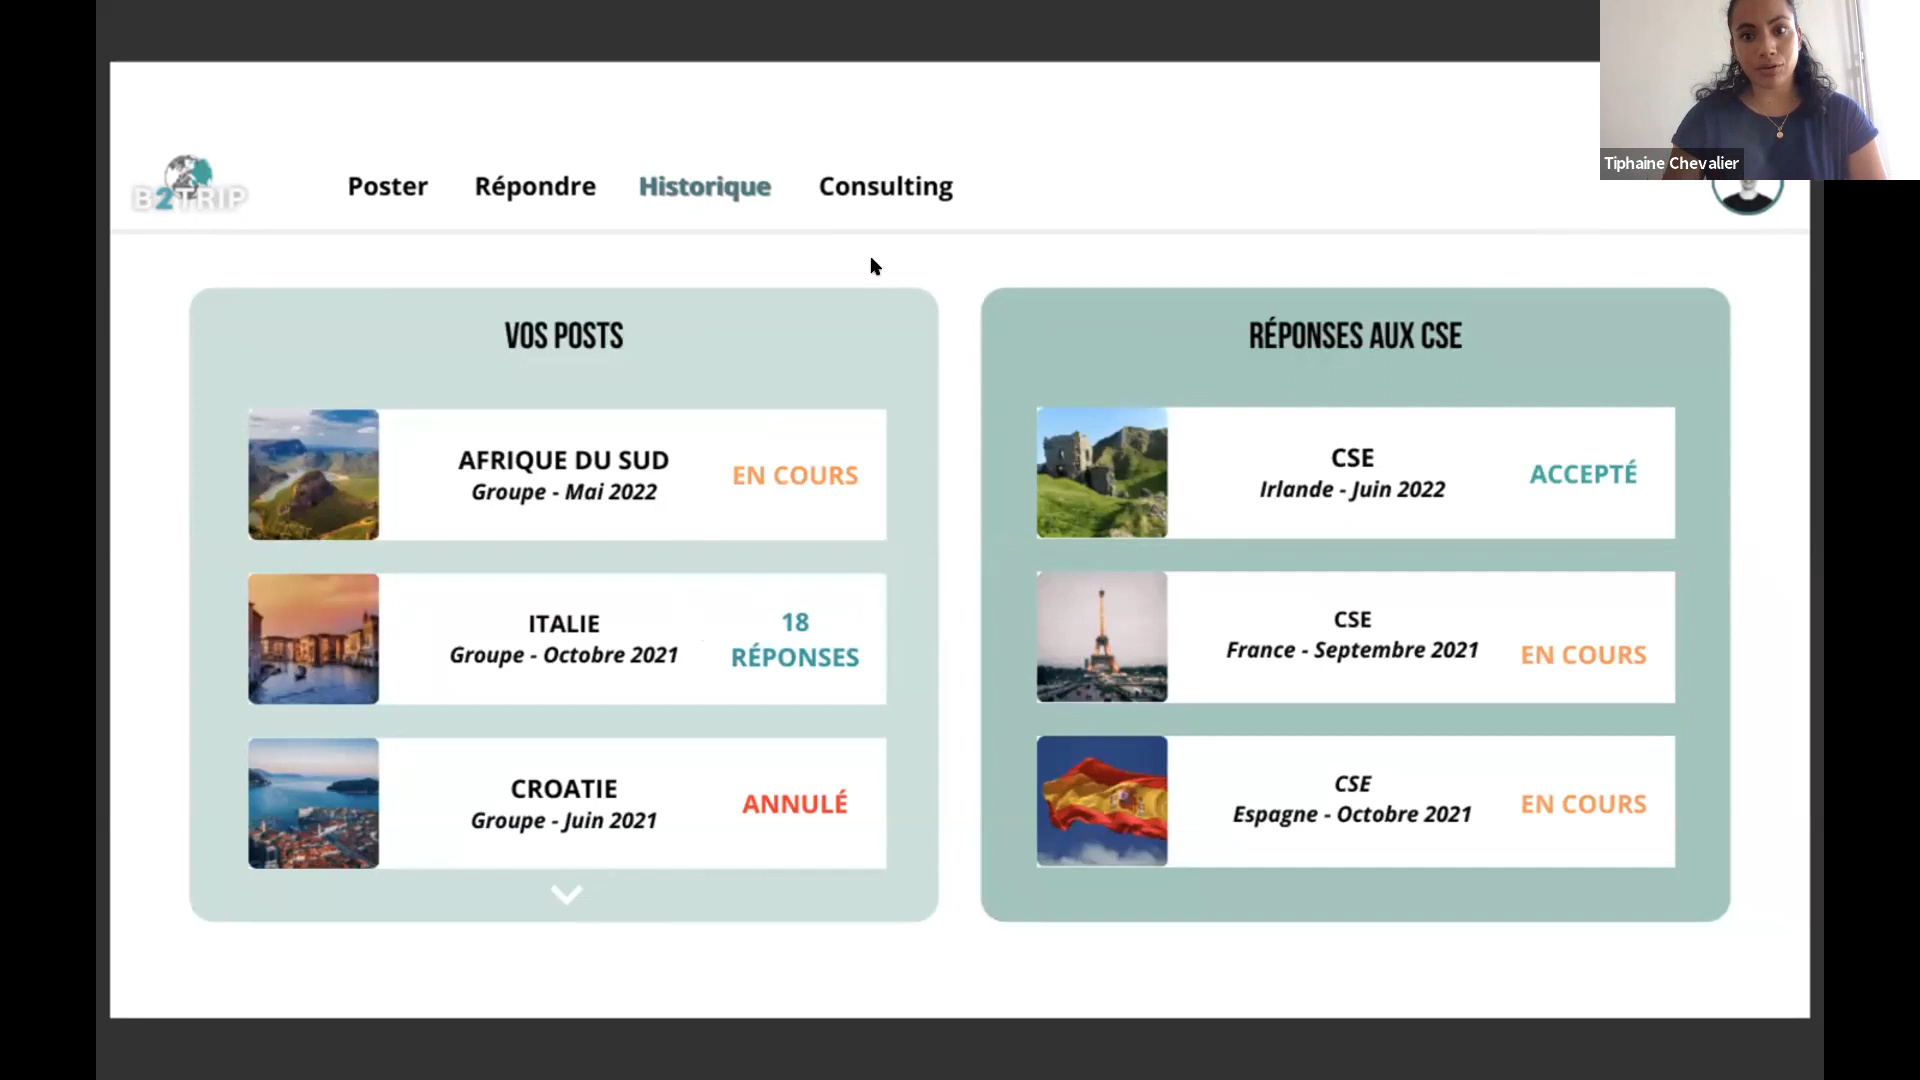 Tiphaine Chevalier
B2TRIP
Poster
Répondre
Historique
Consulting
VOS POSTS
AFRIQUE DU SUD
Groupe - Mai 2022
EN COURS
ITALIE
Groupe - Octobre 2021
18
RÉPONSES
CROATIE
Groupe - Juin 2021
ANNULÉ
RÉPONSES AUX CSE
CSE
Irlande - Juin 2022
ACCEPTÉ
CSE
France - Septembre 2021
EN COURS
CSE
Espagne - Octobre 2021
EN COURS